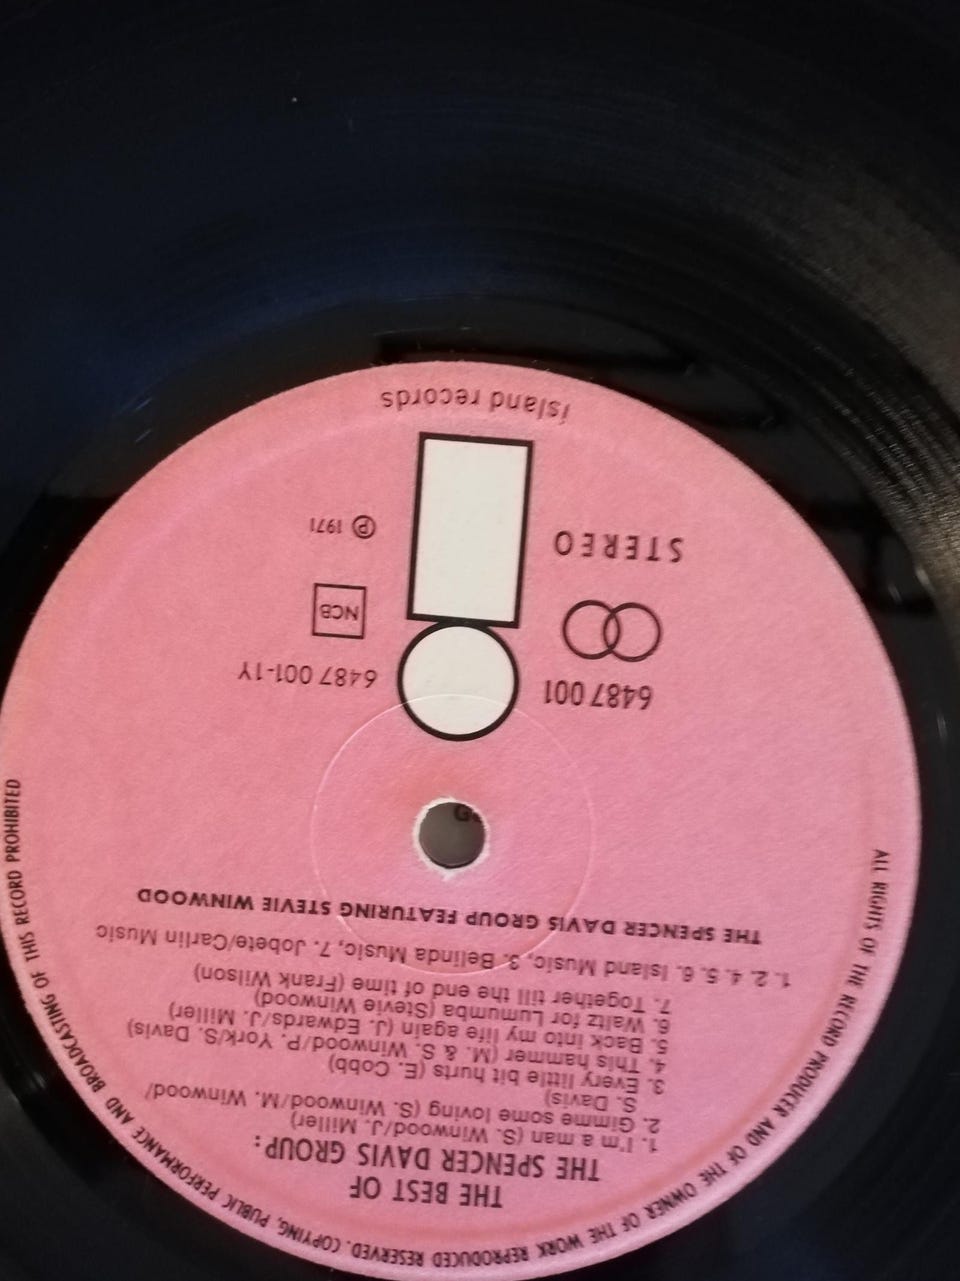 THE BEST OF
THE SPENCER DAVIS GROUP:
1. I'm a man (S. Winwood/J. Miller)
2. Gimme some loving (S. Winwood/M. Winwood/
S. Davis)
3. Every little bit hurts (E. Cobb)
4. This hammer (M. & S. Winwood/P. York/S. Davis)
5. Back into my life again (J. Edwards/J. Miller)
6. Waltz for Lumumba (Stevie Winwood)
7. Together till the end of time (Frank Wilson)
1. 2. 4. 5. 6. Island Music, 3. Belinda Music, 7. Jobete/Carlin Music
THE SPENCER DAVIS GROUP FEATURING STEVIE WINWOOD
6487 001
6487 001-1Y
NCB
STEREO
Ⓟ 1971
island records
ALL RIGHTS OF THE RECORD PRODUCER AND OF THE OWNER OF THE WORK REPRODUCED RESERVED. COPYING, PUBLIC PERFORMANCE AND BROADCASTING OF THIS RECORD PROHIBITED